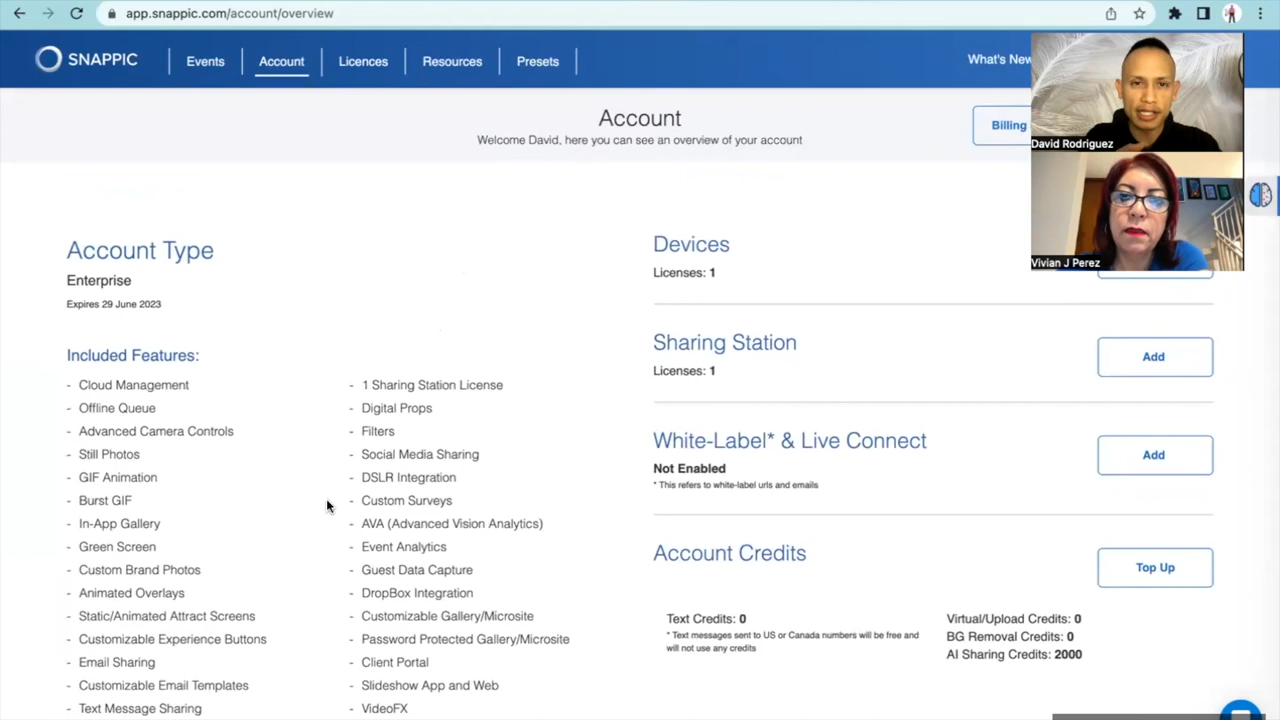 app.snappic.com/account/overview
SNAPPIC
Events
Account
Licences
Resources
Presets
What's New
Account
Welcome David, here you can see an overview of your account
Billing
David Rodriguez
Vivian J Perez
Account Type
Enterprise
Expires 29 June 2023
Included Features:
- Cloud Management
- Offline Queue
- Advanced Camera Controls
- Still Photos
- GIF Animation
- Burst GIF
- In-App Gallery
- Green Screen
- Custom Brand Photos
- Animated Overlays
- Static/Animated Attract Screens
- Customizable Experience Buttons
- Email Sharing
- Customizable Email Templates
- Text Message Sharing
- 1 Sharing Station License
- Digital Props
- Filters
- Social Media Sharing
- DSLR Integration
- Custom Surveys
- AVA (Advanced Vision Analytics)
- Event Analytics
- Guest Data Capture
- DropBox Integration
- Customizable Gallery/Microsite
- Password Protected Gallery/Microsite
- Client Portal
- Slideshow App and Web
- VideoFX
Devices
Licenses: 1
Sharing Station
Licenses: 1
Add
White-Label* & Live Connect
Not Enabled
* This refers to white-label urls and emails
Add
Account Credits
Top Up
Text Credits: 0
* Text messages sent to US or Canada numbers will be free and
will not use any credits
Virtual/Upload Credits: 0
BG Removal Credits: 0
AI Sharing Credits: 2000